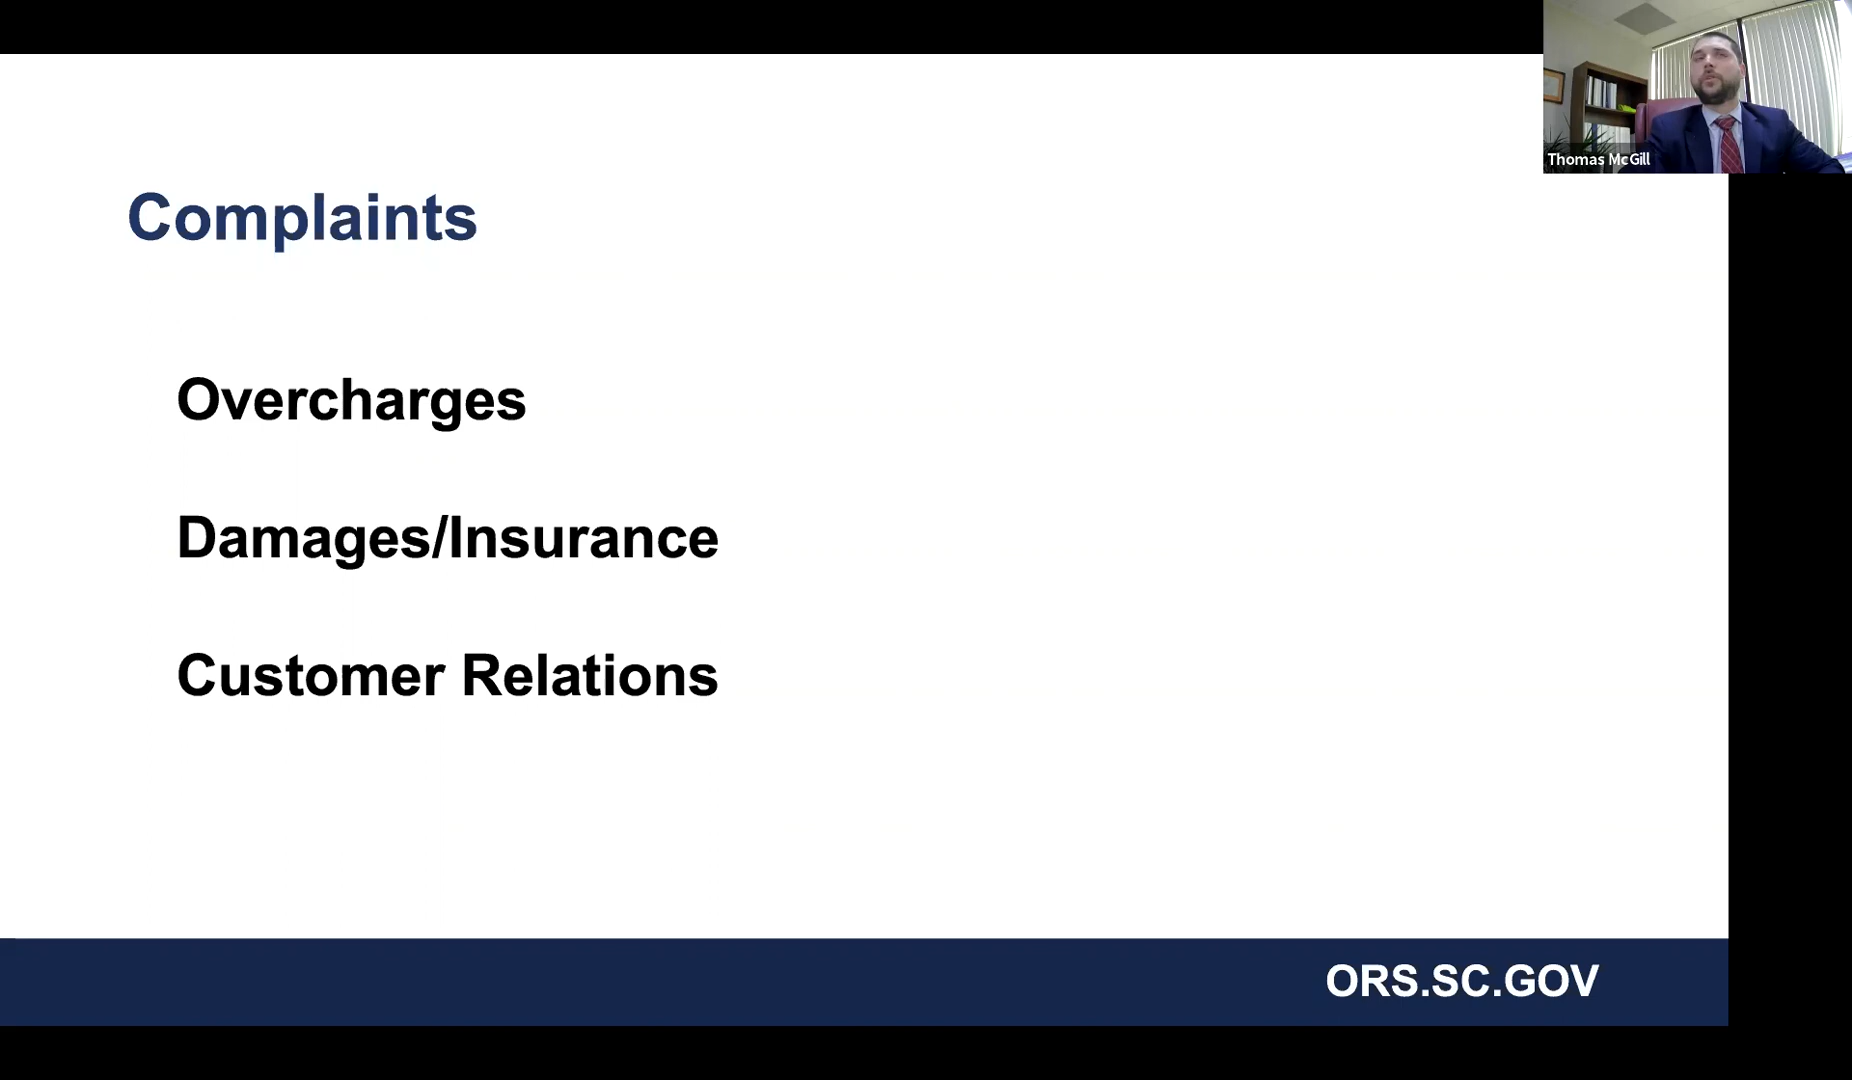 Thomas McGill
Complaints
Overcharges
Damages/Insurance
Customer Relations
ORS.SC.GOV